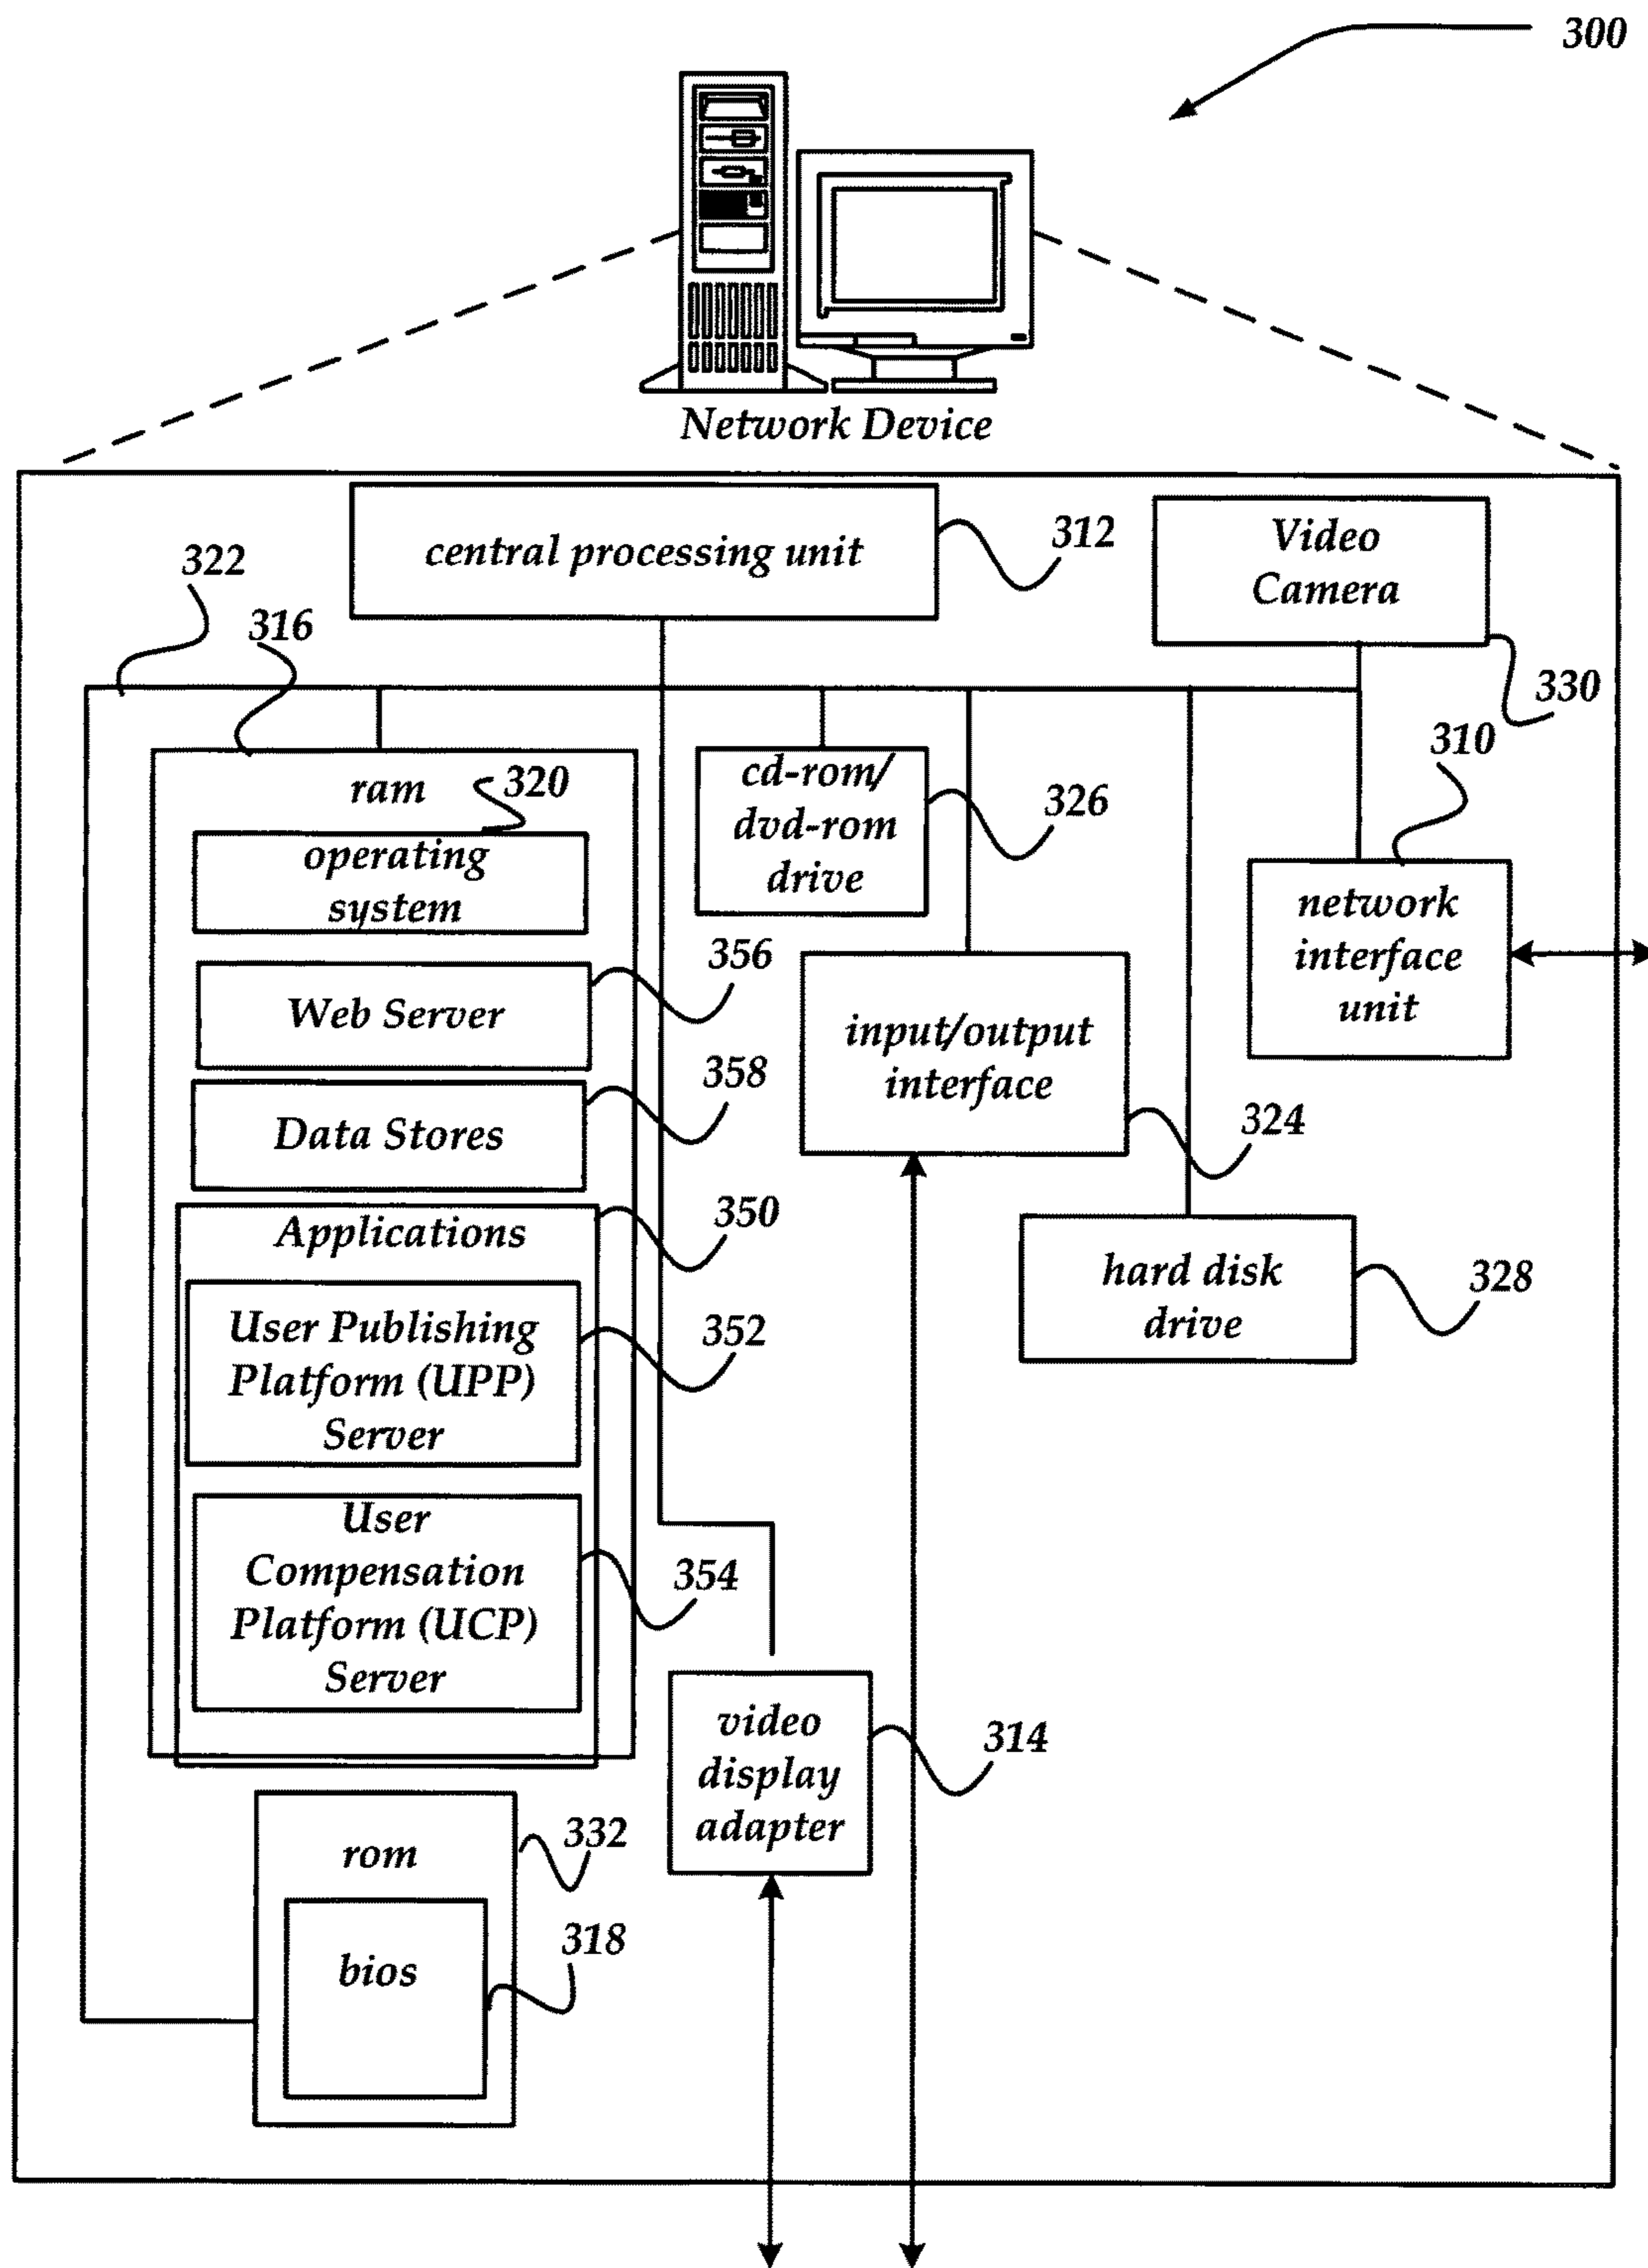 300
Network Device
central processing unit
312
Video
Camera
322
316
330
310
ram
320
operating
system
cd-rom/
dvd-rom
drive
326
network
interface
unit
356
Web Server
input/output
interface
358
Data Stores
324
350
Applications
hard disk
drive
328
User Publishing
Platform (UPP)
Server
352
User
Compensation
Platform (UCP)
Server
354
video
display
adapter
314
rom
332
bios
318